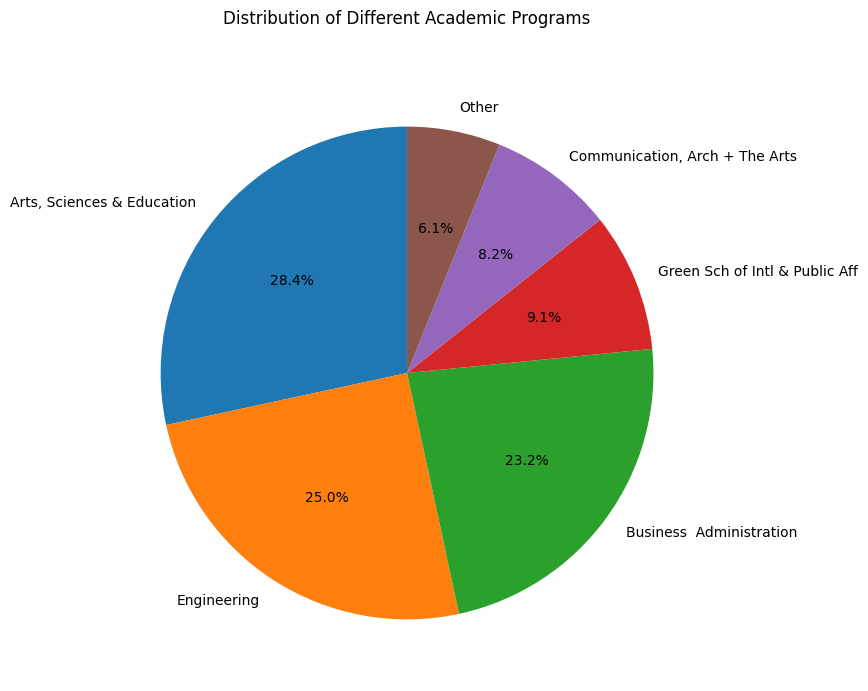 Distribution of Different Academic Programs
Other
Communication, Arch + The Arts
Arts, Sciences & Education
6.1%
8.2%
Green Sch of Intl & Public Aff
28.4%
9.1%
23.2%
25.0%
Business  Administration
Engineering